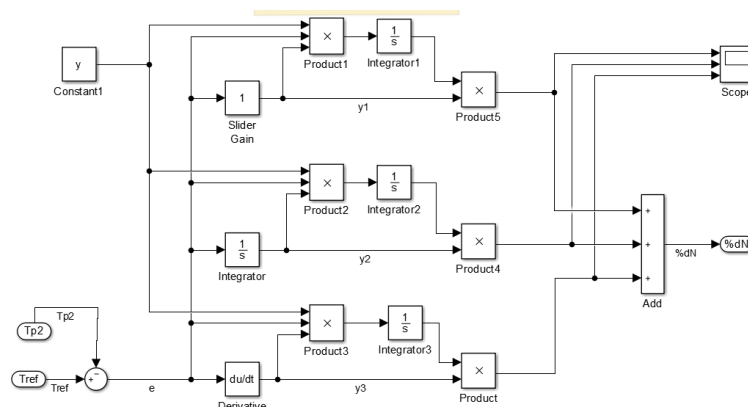 y
Constant1
×
Product1
1
s
Integrator1
1
Slider
Gain
y1
×
Product5
Scope
×
Product2
1
s
Integrator2
1
s
Integrator
y2
×
Product4
+
+
+
Add
%dN
%dN
Tp2
Tp2
×
Product3
1
s
Integrator3
Tref
Tref
+
−
e
du/dt
Derivative
y3
×
Product